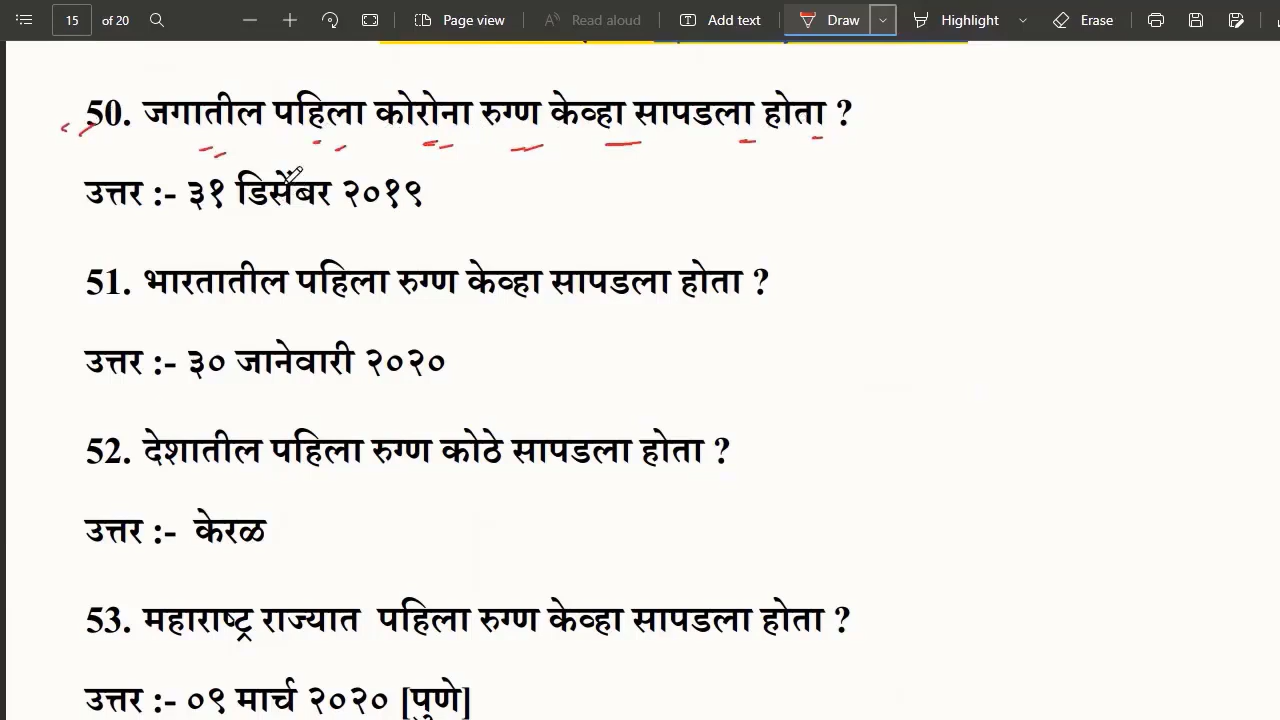 15 of 20 Page view Read aloud Add text Draw Highlight Erase
50. जगातील पहिला कोरोना रुग्ण केव्हा सापडला होता ?
उत्तर :- ३१ डिसेंबर २०१९
51. भारतातील पहिला रुग्ण केव्हा सापडला होता ?
उत्तर :- ३० जानेवारी २०२०
52. देशातील पहिला रुग्ण कोठे सापडला होता ?
उत्तर :- केरळ
53. महाराष्ट्र राज्यात पहिला रुग्ण केव्हा सापडला होता ?
उत्तर :- ०९ मार्च २०२० [पुणे]